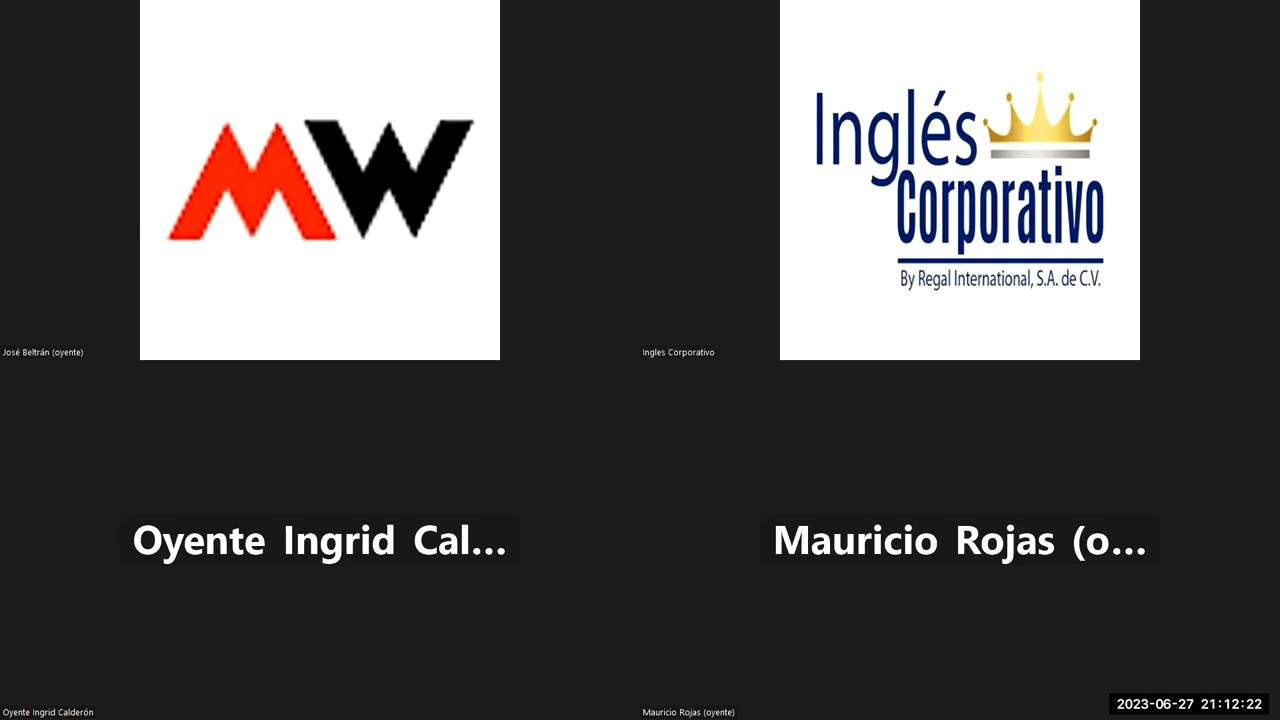 MW
Inglés
Corporativo
By Regal International, S.A. de C.V.
José Beltrán (oyente)
Ingles Corporativo
Oyente Ingrid Cal...
Mauricio Rojas (o...
Oyente Ingrid Calderón
Mauricio Rojas (oyente)
2023-06-27 21:12:22